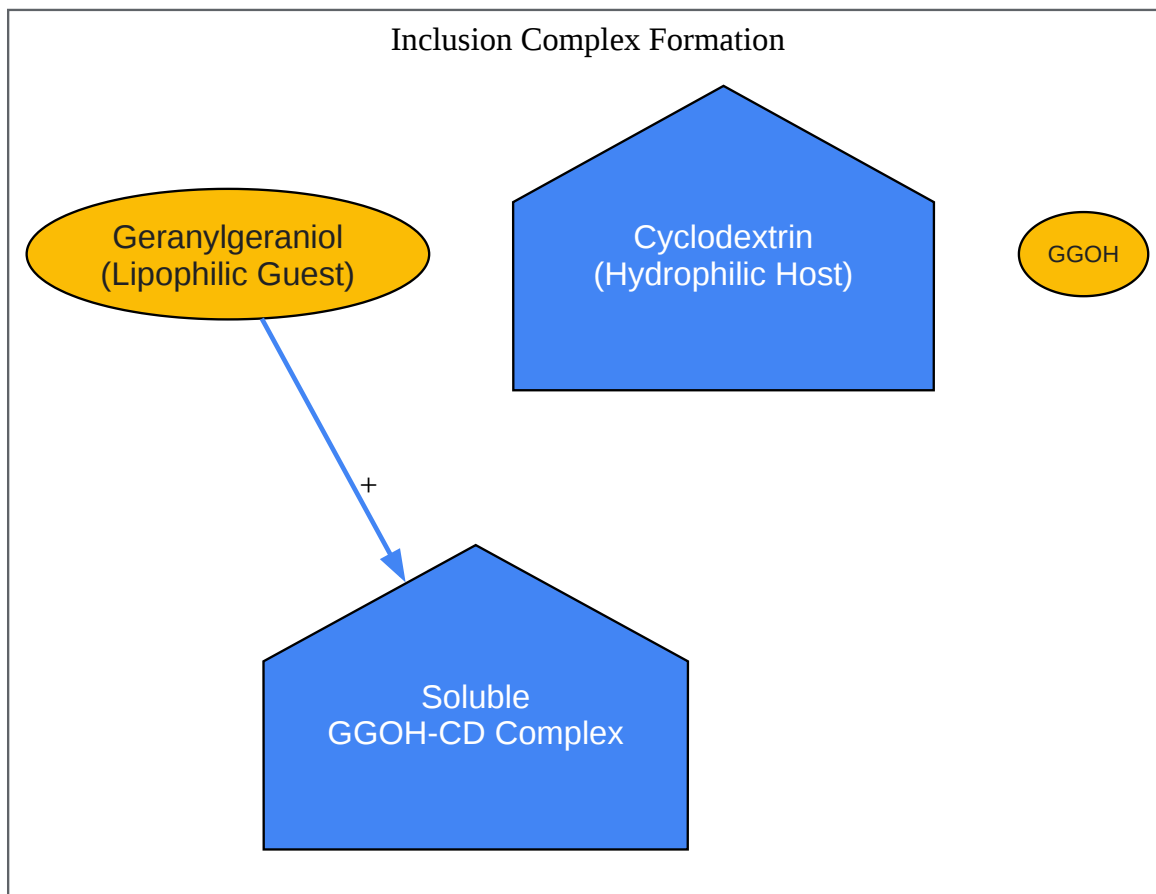 Inclusion Complex Formation
Geranylgeraniol
(Lipophilic Guest)
Cyclodextrin
(Hydrophilic Host)
GGOH
+
Soluble
GGOH-CD Complex